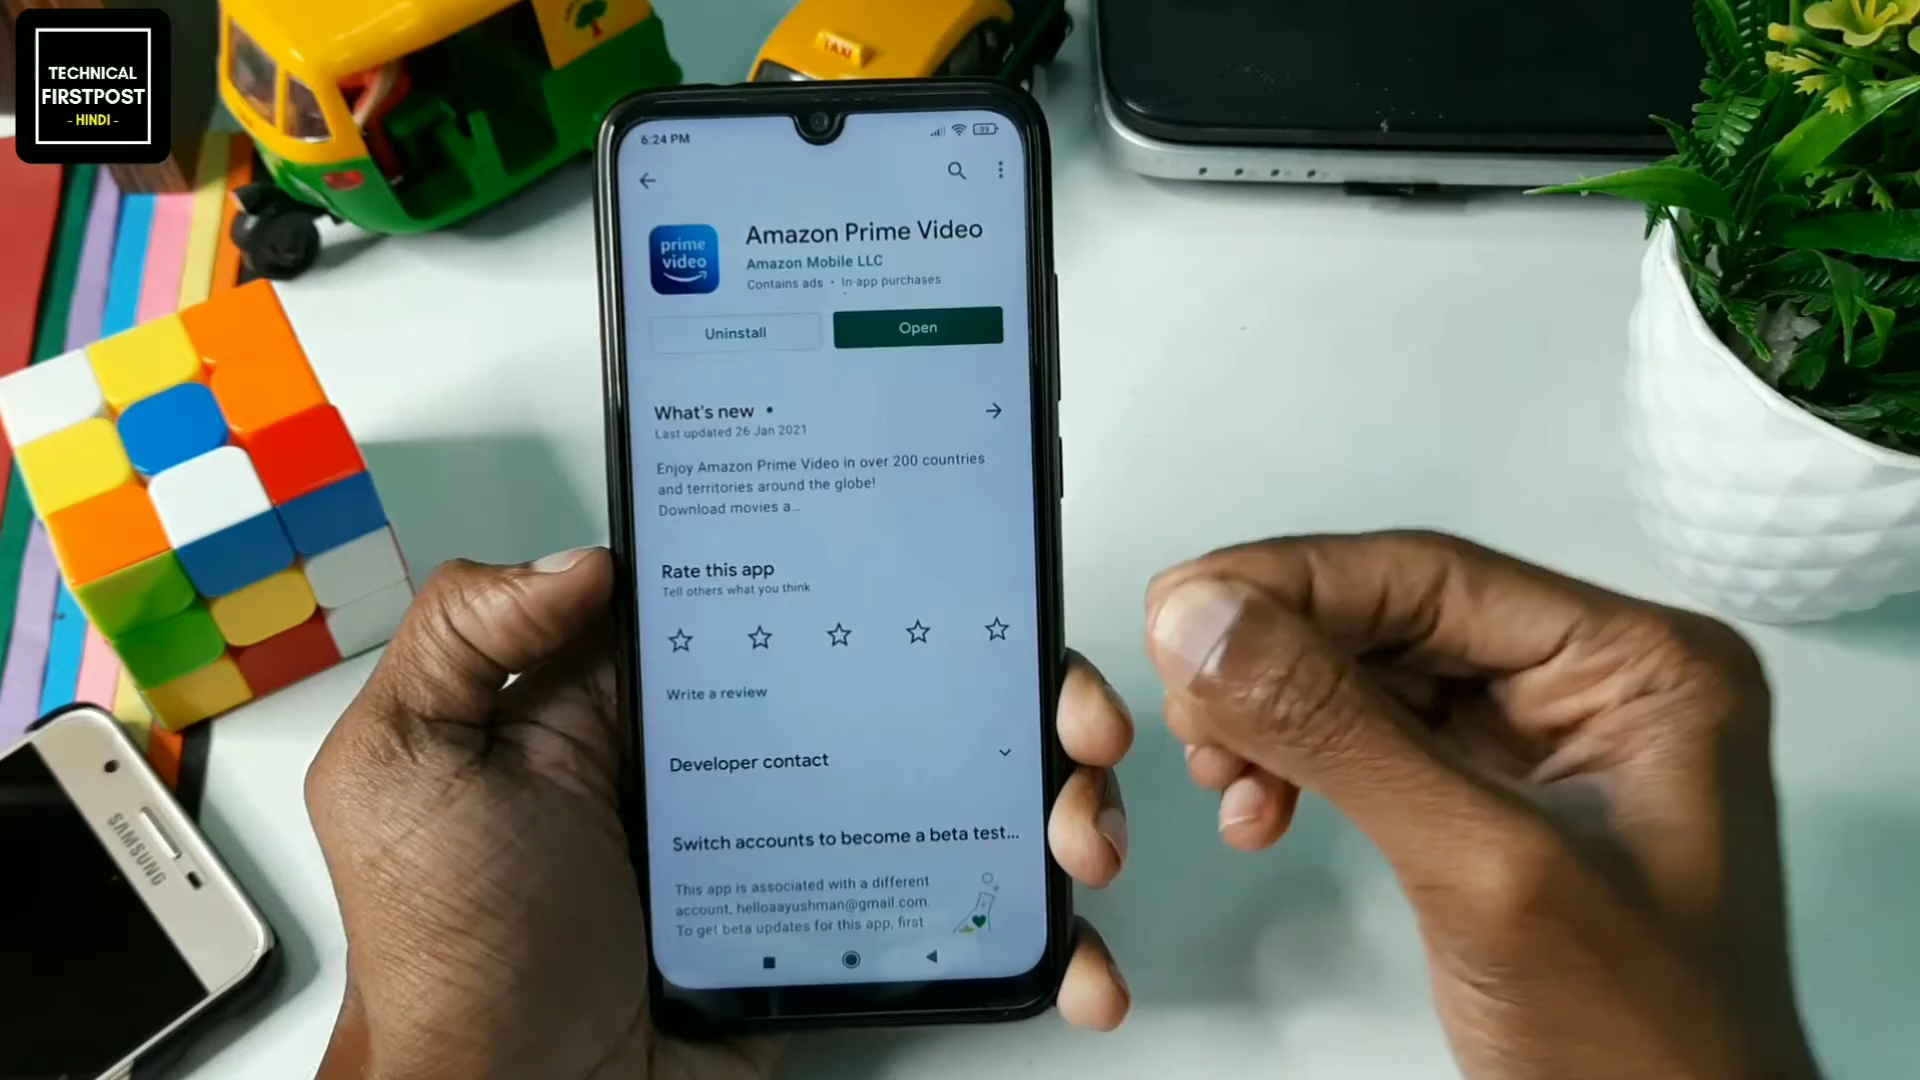 TECHNICAL
FIRSTPOST
- HINDI -
TAXI
6:24 PM
39
prime
video
Amazon Prime Video
Amazon Mobile LLC
Contains ads • In-app purchases
Uninstall
Open
What's new •
Last updated 26 Jan 2021
Enjoy Amazon Prime Video in over 200 countries
and territories around the globe!
Download movies a...
Rate this app
Tell others what you think
Write a review
Developer contact
Switch accounts to become a beta test...
This app is associated with a different
account, helloaayushman@gmail.com.
To get beta updates for this app, first
SAMSUNG